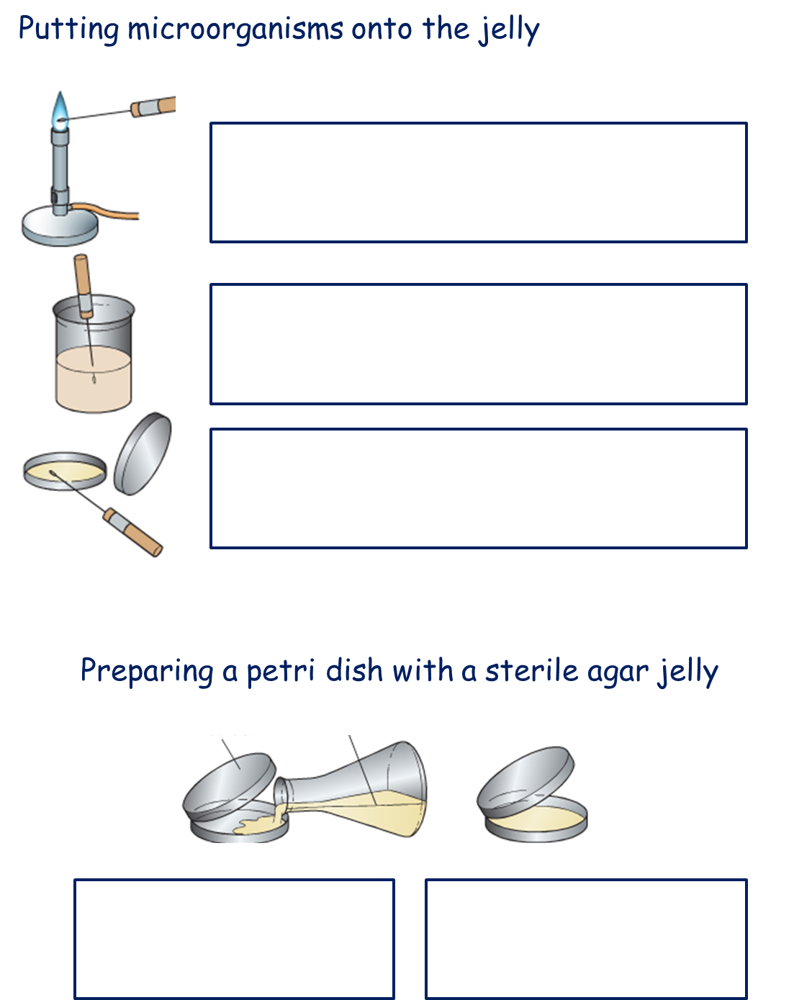 Putting microorganisms onto the jelly
Preparing a petri dish with a sterile agar jelly